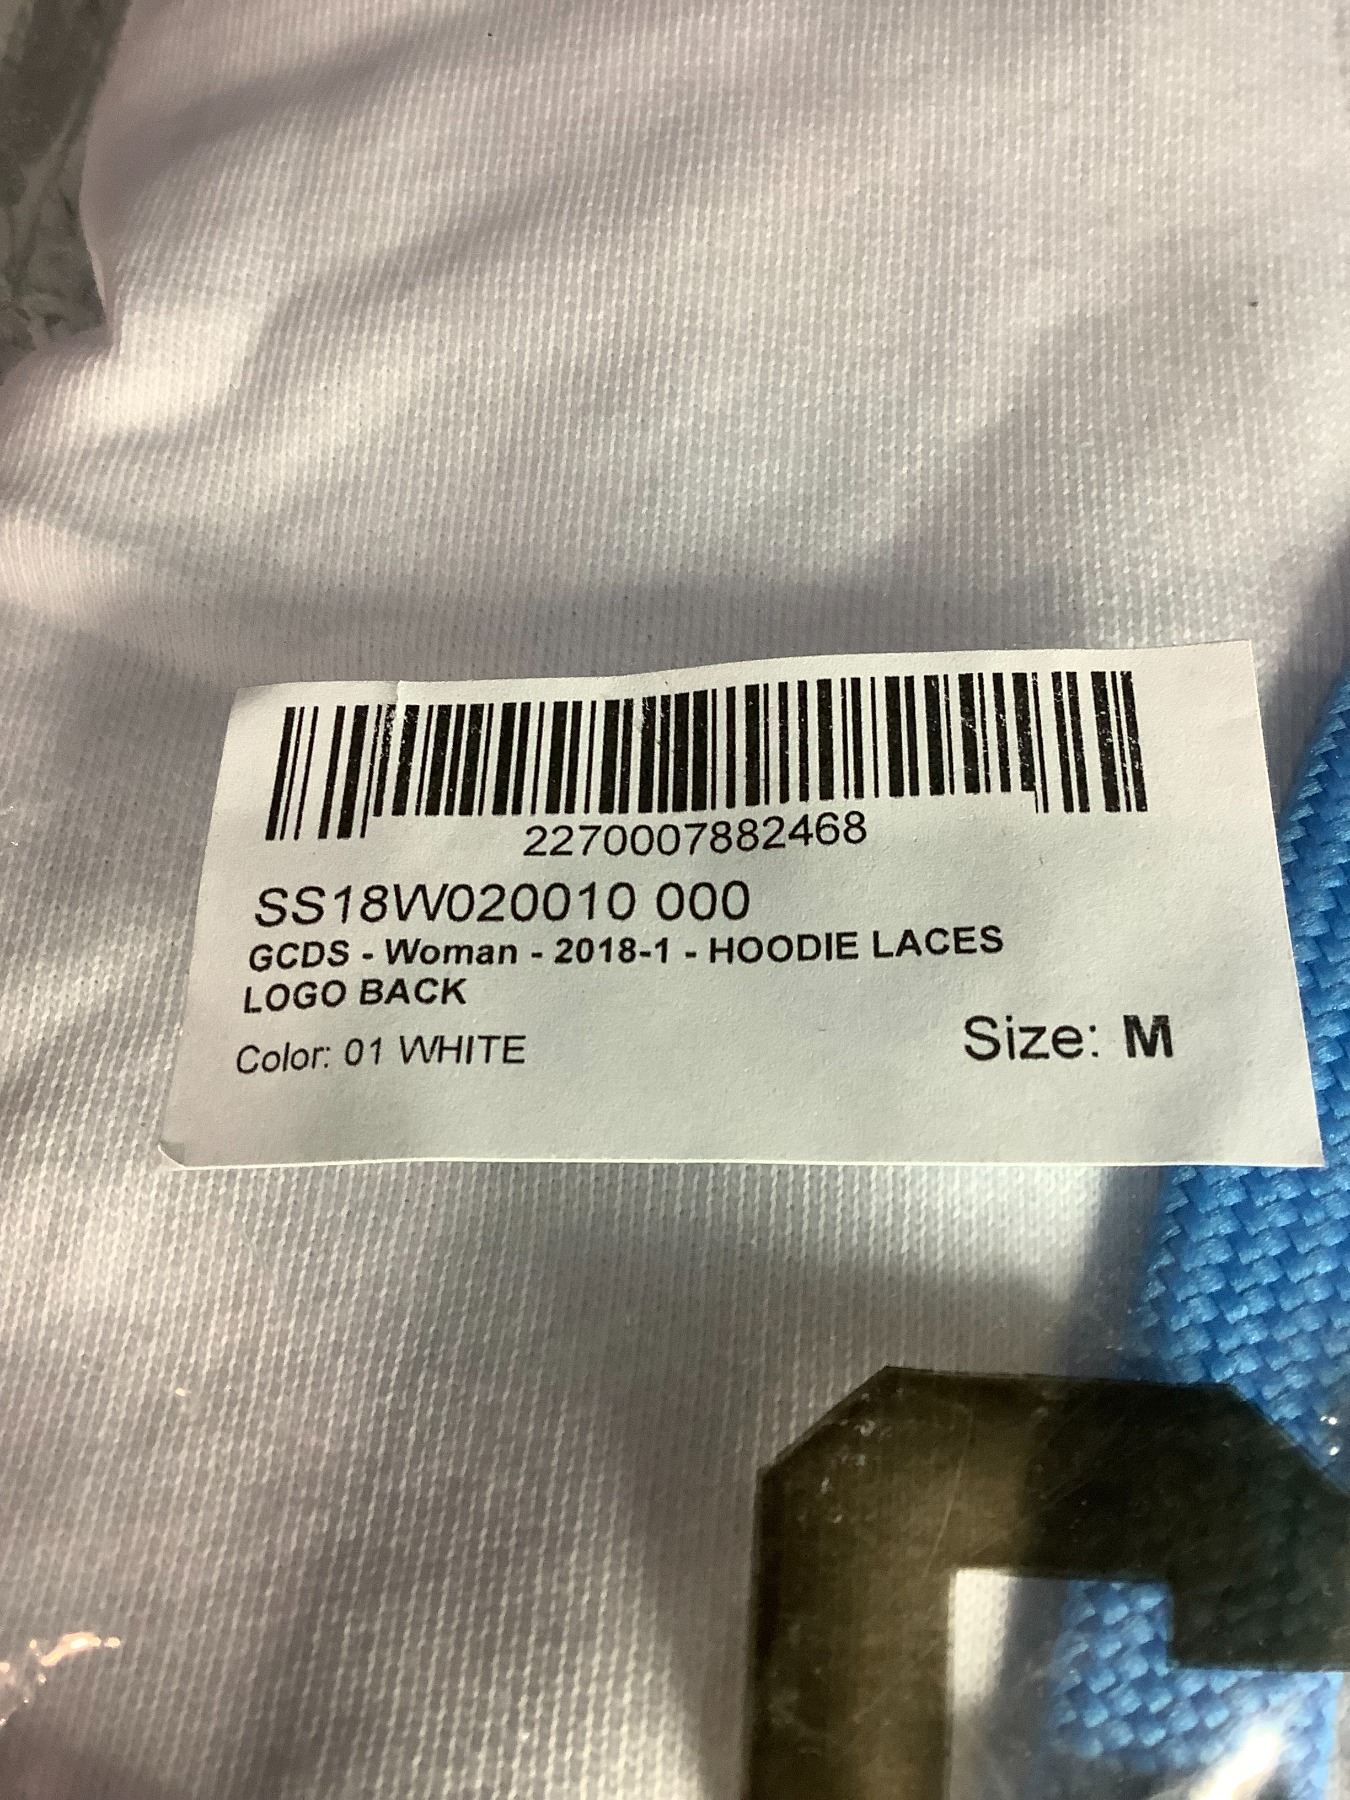 2270007882468
SS18W020010 000
GCDS - Woman - 2018-1 - HOODIE LACES
LOGO BACK
Color: 01 WHITE
Size: M